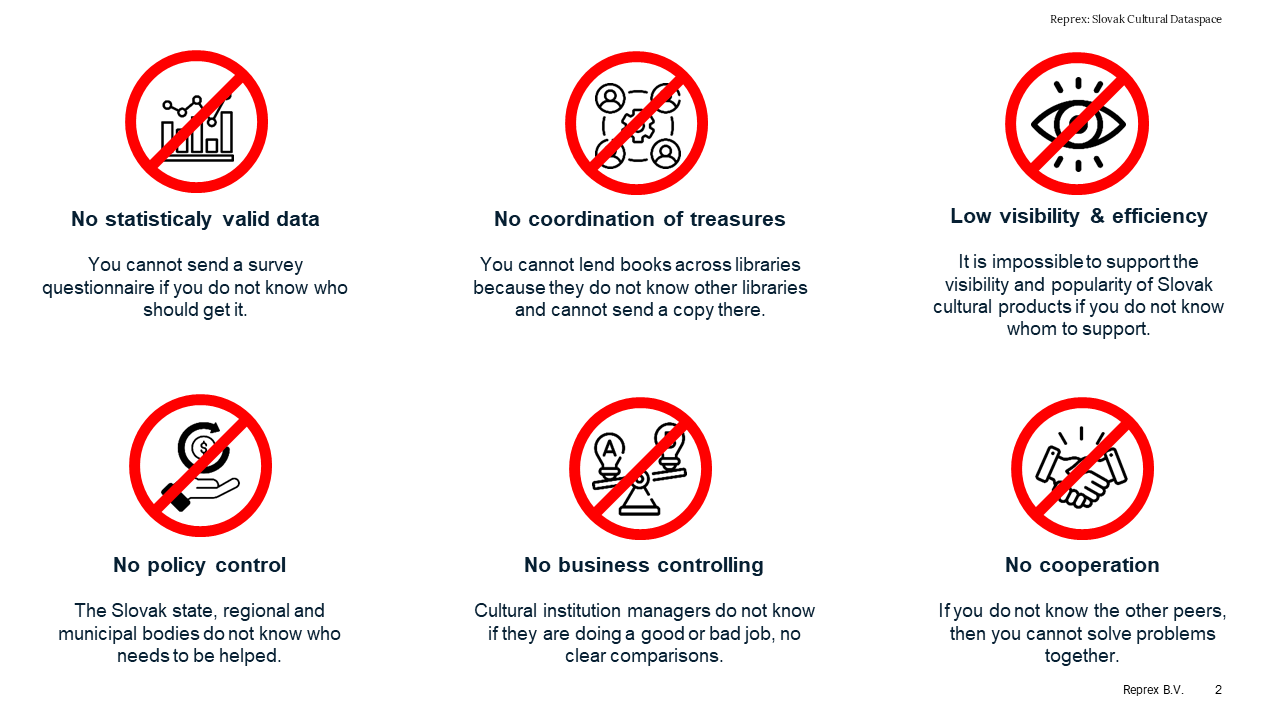 Reprex: Slovak Cultural Dataspace
No statisticaly valid data
You cannot send a survey
questionnaire if you do not know who
should get it.
No coordination of treasures
You cannot lend books across libraries
because they do not know other libraries
and cannot send a copy there.
Low visibility & efficiency
It is impossible to support the
visibility and popularity of Slovak
cultural products if you do not know
whom to support.
$
No policy control
The Slovak state, regional and
municipal bodies do not know who
needs to be helped.
A
B
No business controlling
Cultural institution managers do not know
if they are doing a good or bad job, no
clear comparisons.
No cooperation
If you do not know the other peers,
then you cannot solve problems
together.
Reprex B.V. 2